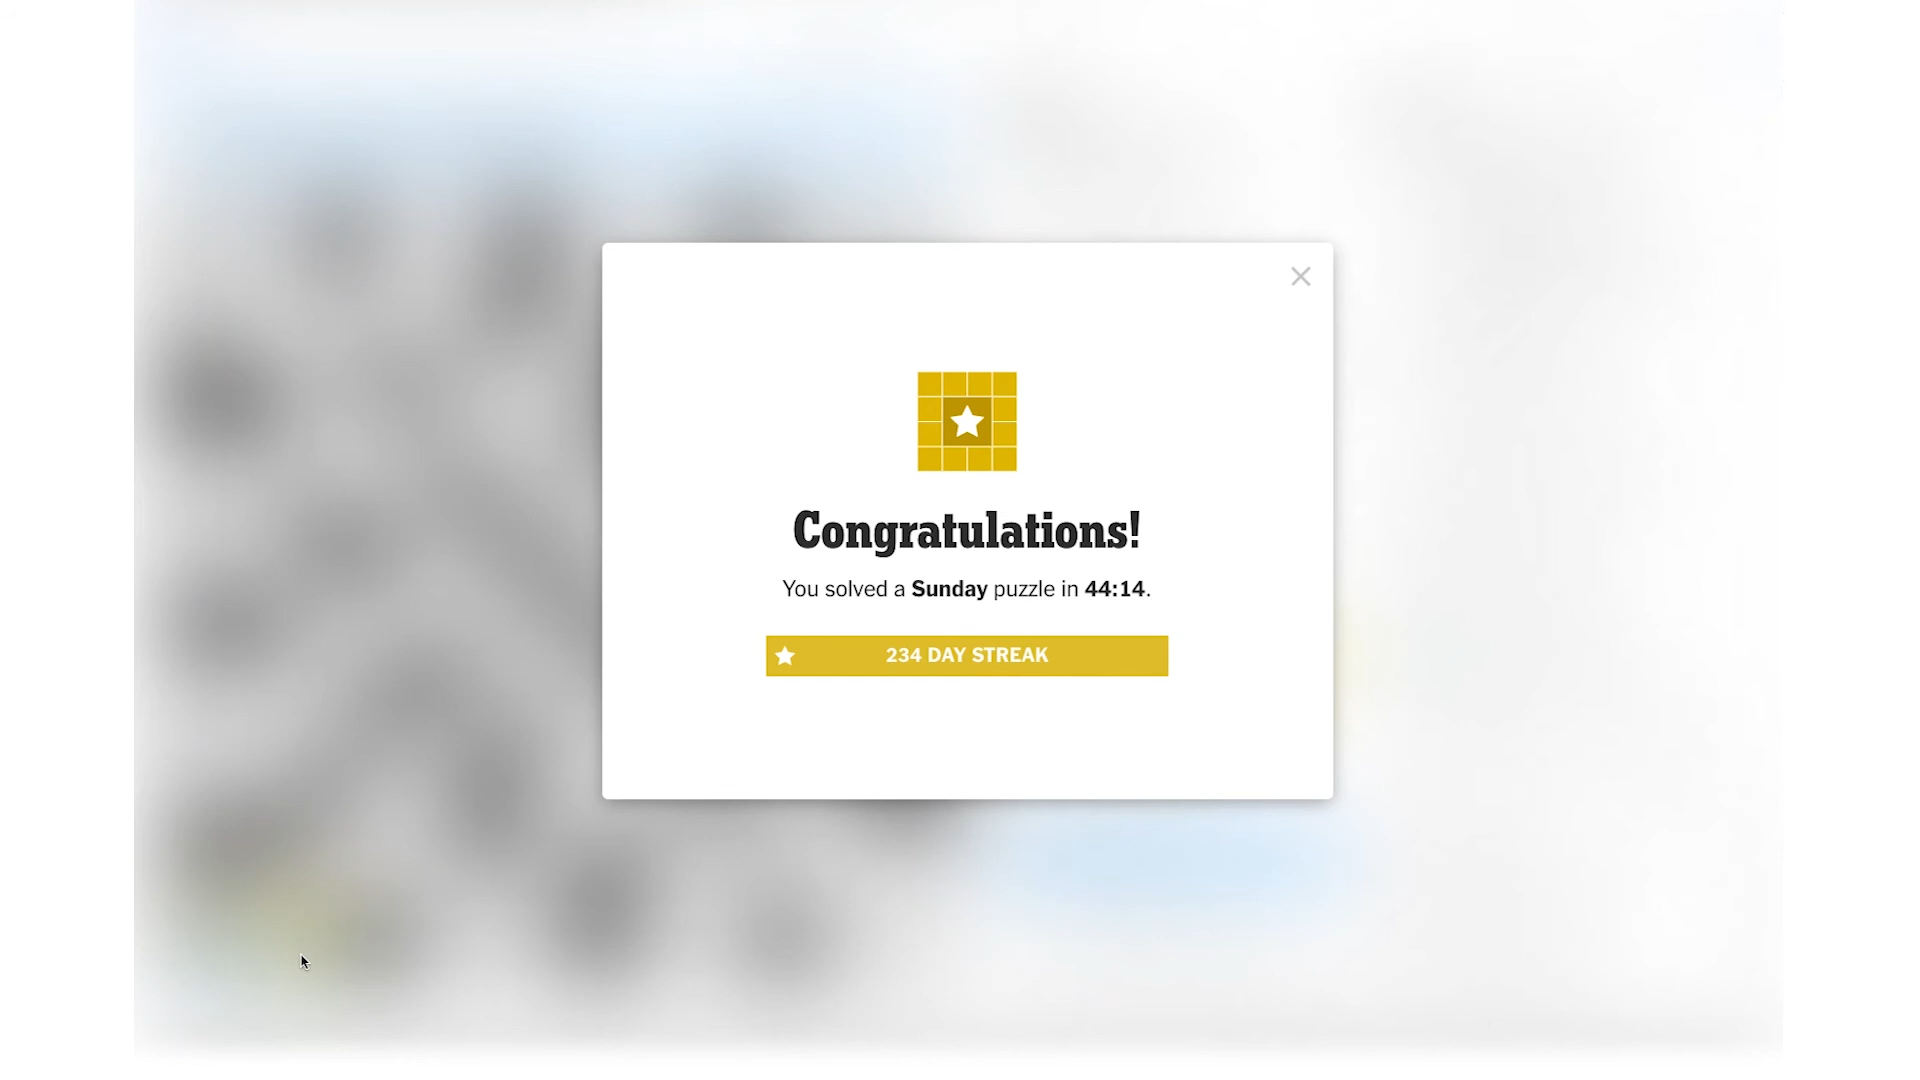 Congratulations!
You solved a Sunday puzzle in 44:14.
234 DAY STREAK